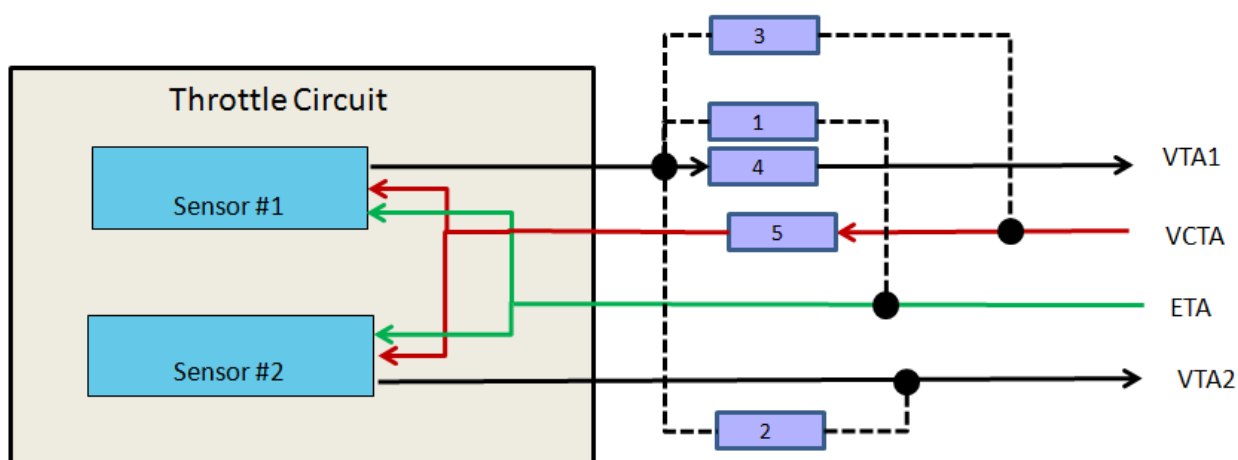 3
Throttle Circuit
1
VTA1
4
Sensor #1
5
VCTA
ETA
Sensor #2
VTA2
2